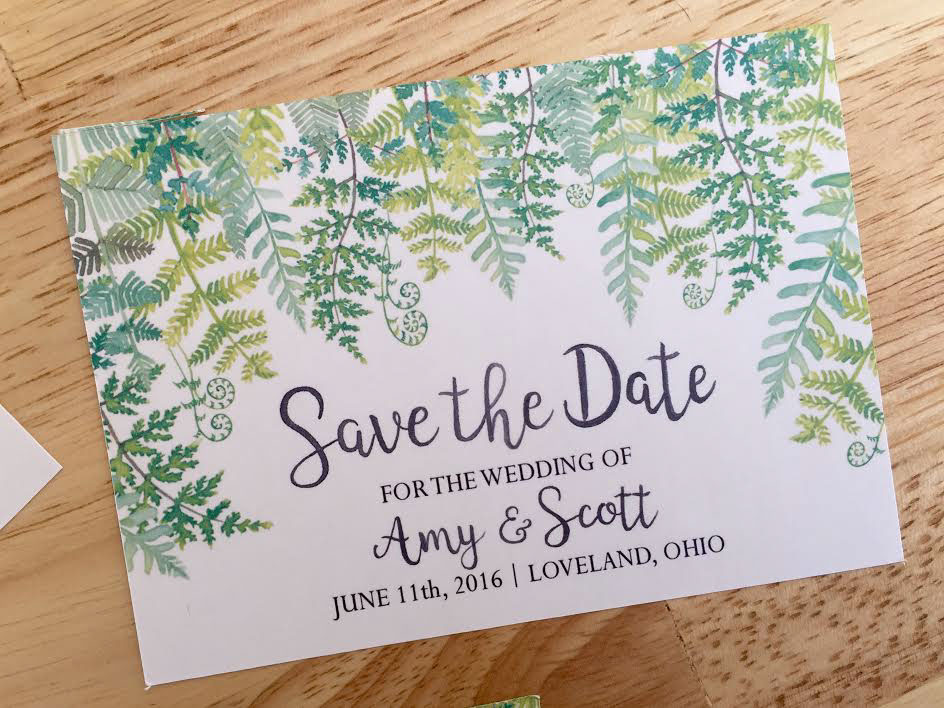 Save the Date
FOR THE WEDDING OF
Amy & Scott
JUNE 11th, 2016 | LOVELAND, OHIO